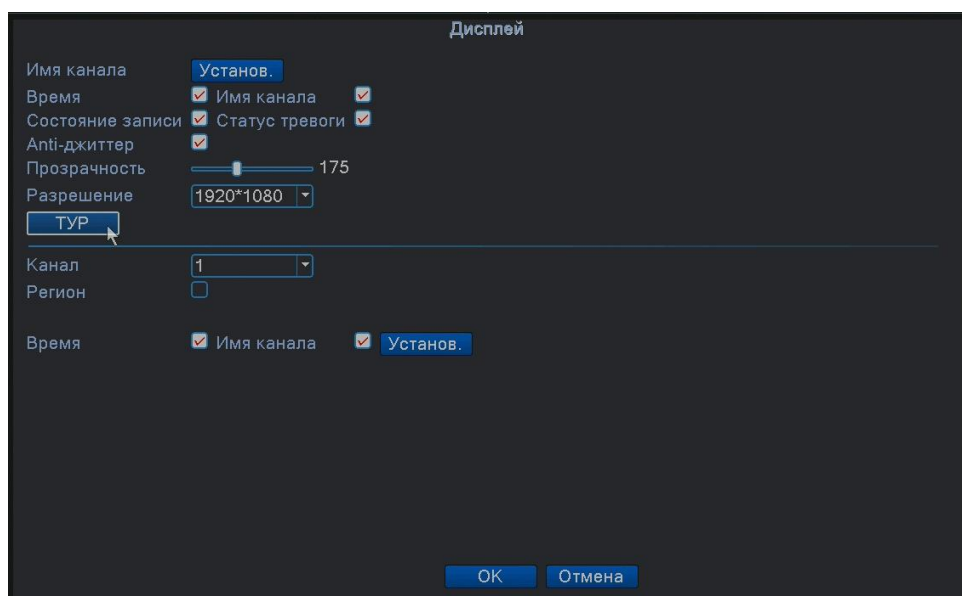 Дисплей
Имя канала Установ.
Время Имя канала
Состояние записи Статус тревоги
Anti-джиттер
Прозрачность 175
Разрешение 1920*1080
ТУР
Канал 1
Регион
Время Имя канала Установ.
OK Отмена